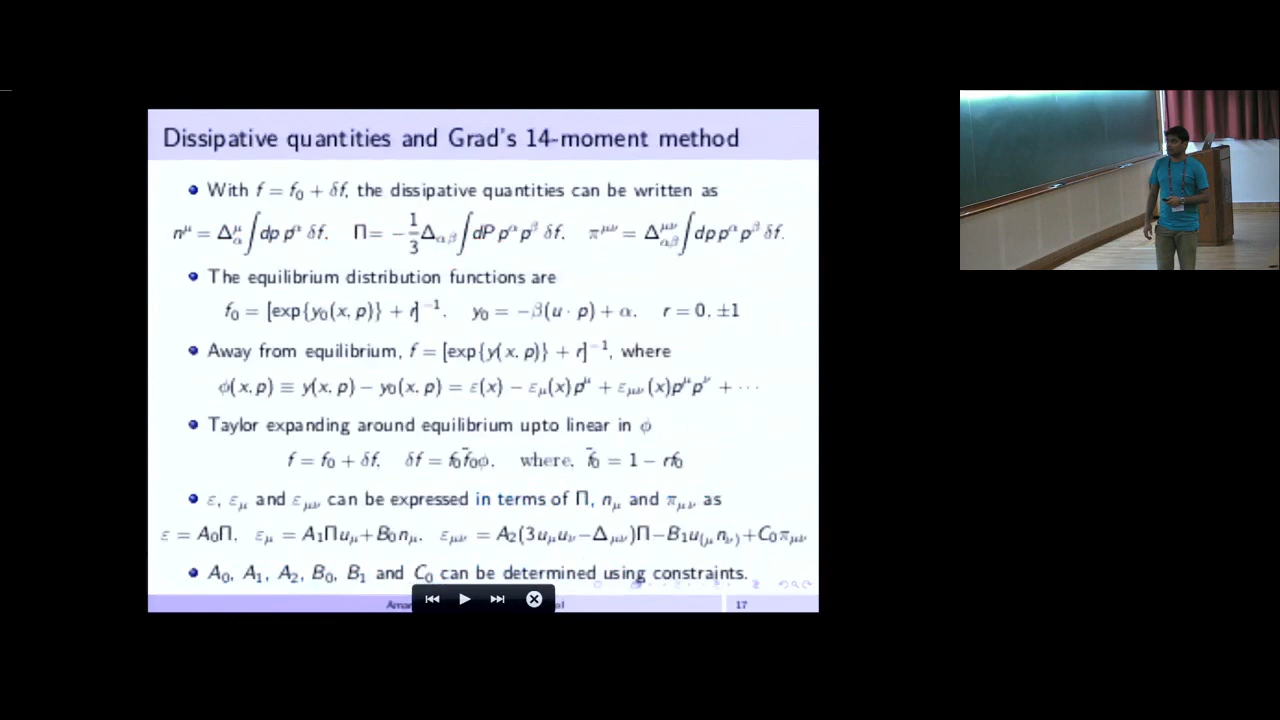 Dissipative quantities and Grad's 14-moment method
With f = f₀ + δf, the dissipative quantities can be written as
n^μ = Δ^μ_α ∫ dp p^α δf, Π = −1/3 Δ_αβ ∫ dP p^α p^β δf, π^μν = Δ^μν_αβ ∫ dp p^α p^β δf.
The equilibrium distribution functions are
f₀ = [exp{y₀(x, p)} + r]⁻¹, y₀ = −β(u · p) + α, r = 0, ±1
Away from equilibrium, f = [exp{y(x, p)} + r]⁻¹, where
φ(x, p) ≡ y(x, p) − y₀(x, p) = ε(x) − ε_μ(x)p^μ + ε_μν(x)p^μ p^ν + ···
Taylor expanding around equilibrium upto linear in φ
f = f₀ + δf, δf = f₀f̄₀φ, where, f̄₀ = 1 − rf₀
ε, ε_μ and ε_μν can be expressed in terms of Π, n_μ and π_μν as
ε = A₀Π, ε_μ = A₁Πu_μ + B₀n_μ, ε_μν = A₂(3u_μu_ν − Δ_μν)Π − B₁u_(μ n_ν) + C₀π_μν
A₀, A₁, A₂, B₀, B₁ and C₀ can be determined using constraints.
17